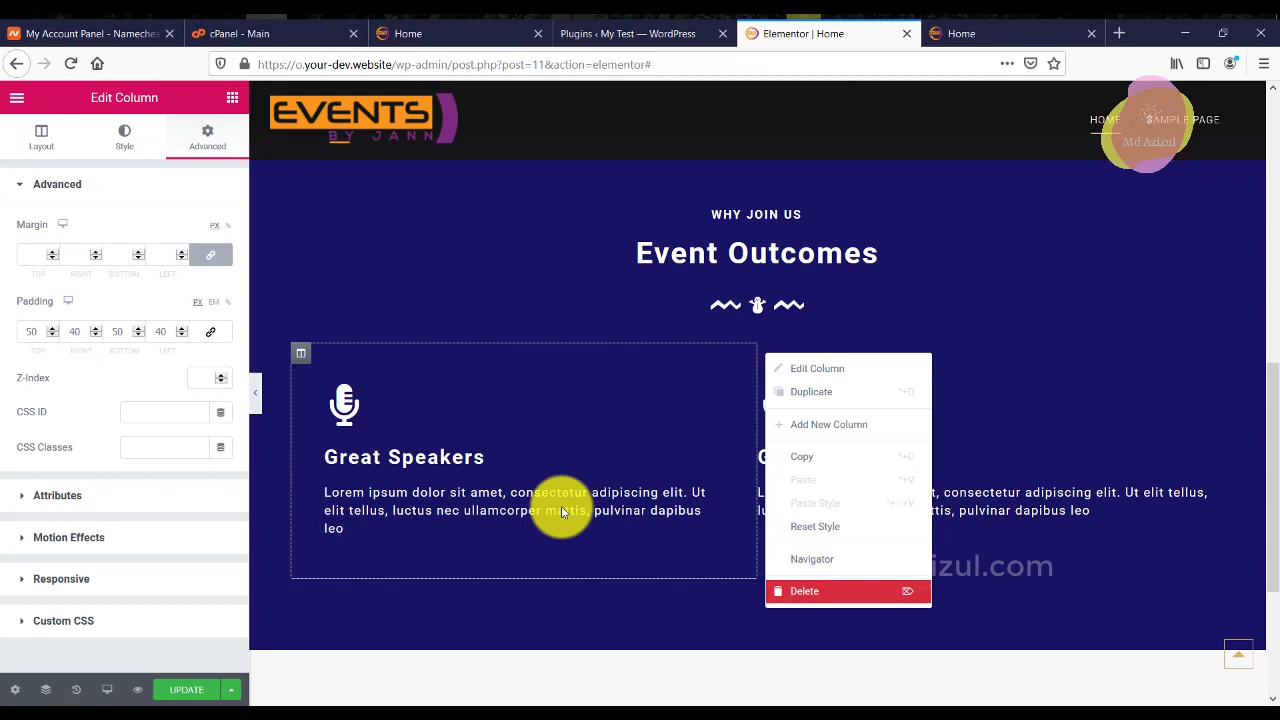 My Account Panel - Namechea
cPanel - Main
Home
Plugins ‹ My Test — WordPress
Elementor | Home
Home
https://o.your-dev.website/wp-admin/post.php?post=11&action=elementor#
Edit Column
EVENTS
BY JANN
HOME
SAMPLE PAGE
Md Azizul
Layout
Style
Advanced
Advanced
Margin
PX %
TOP RIGHT BOTTOM LEFT
Padding
PX EM %
50 40 50 40
TOP RIGHT BOTTOM LEFT
Z-Index
CSS ID
CSS Classes
Attributes
Motion Effects
Responsive
Custom CSS
UPDATE
WHY JOIN US
Event Outcomes
Great Speakers
Lorem ipsum dolor sit amet, consectetur adipiscing elit. Ut
elit tellus, luctus nec ullamcorper mattis, pulvinar dapibus
leo
Edit Column
Duplicate ^+D
Add New Column
Copy ^+C
Paste ^+V
Paste Style
Reset Style
Navigator
Delete
G
t, consectetur adipiscing elit. Ut elit tellus,
mattis, pulvinar dapibus leo
izul.com